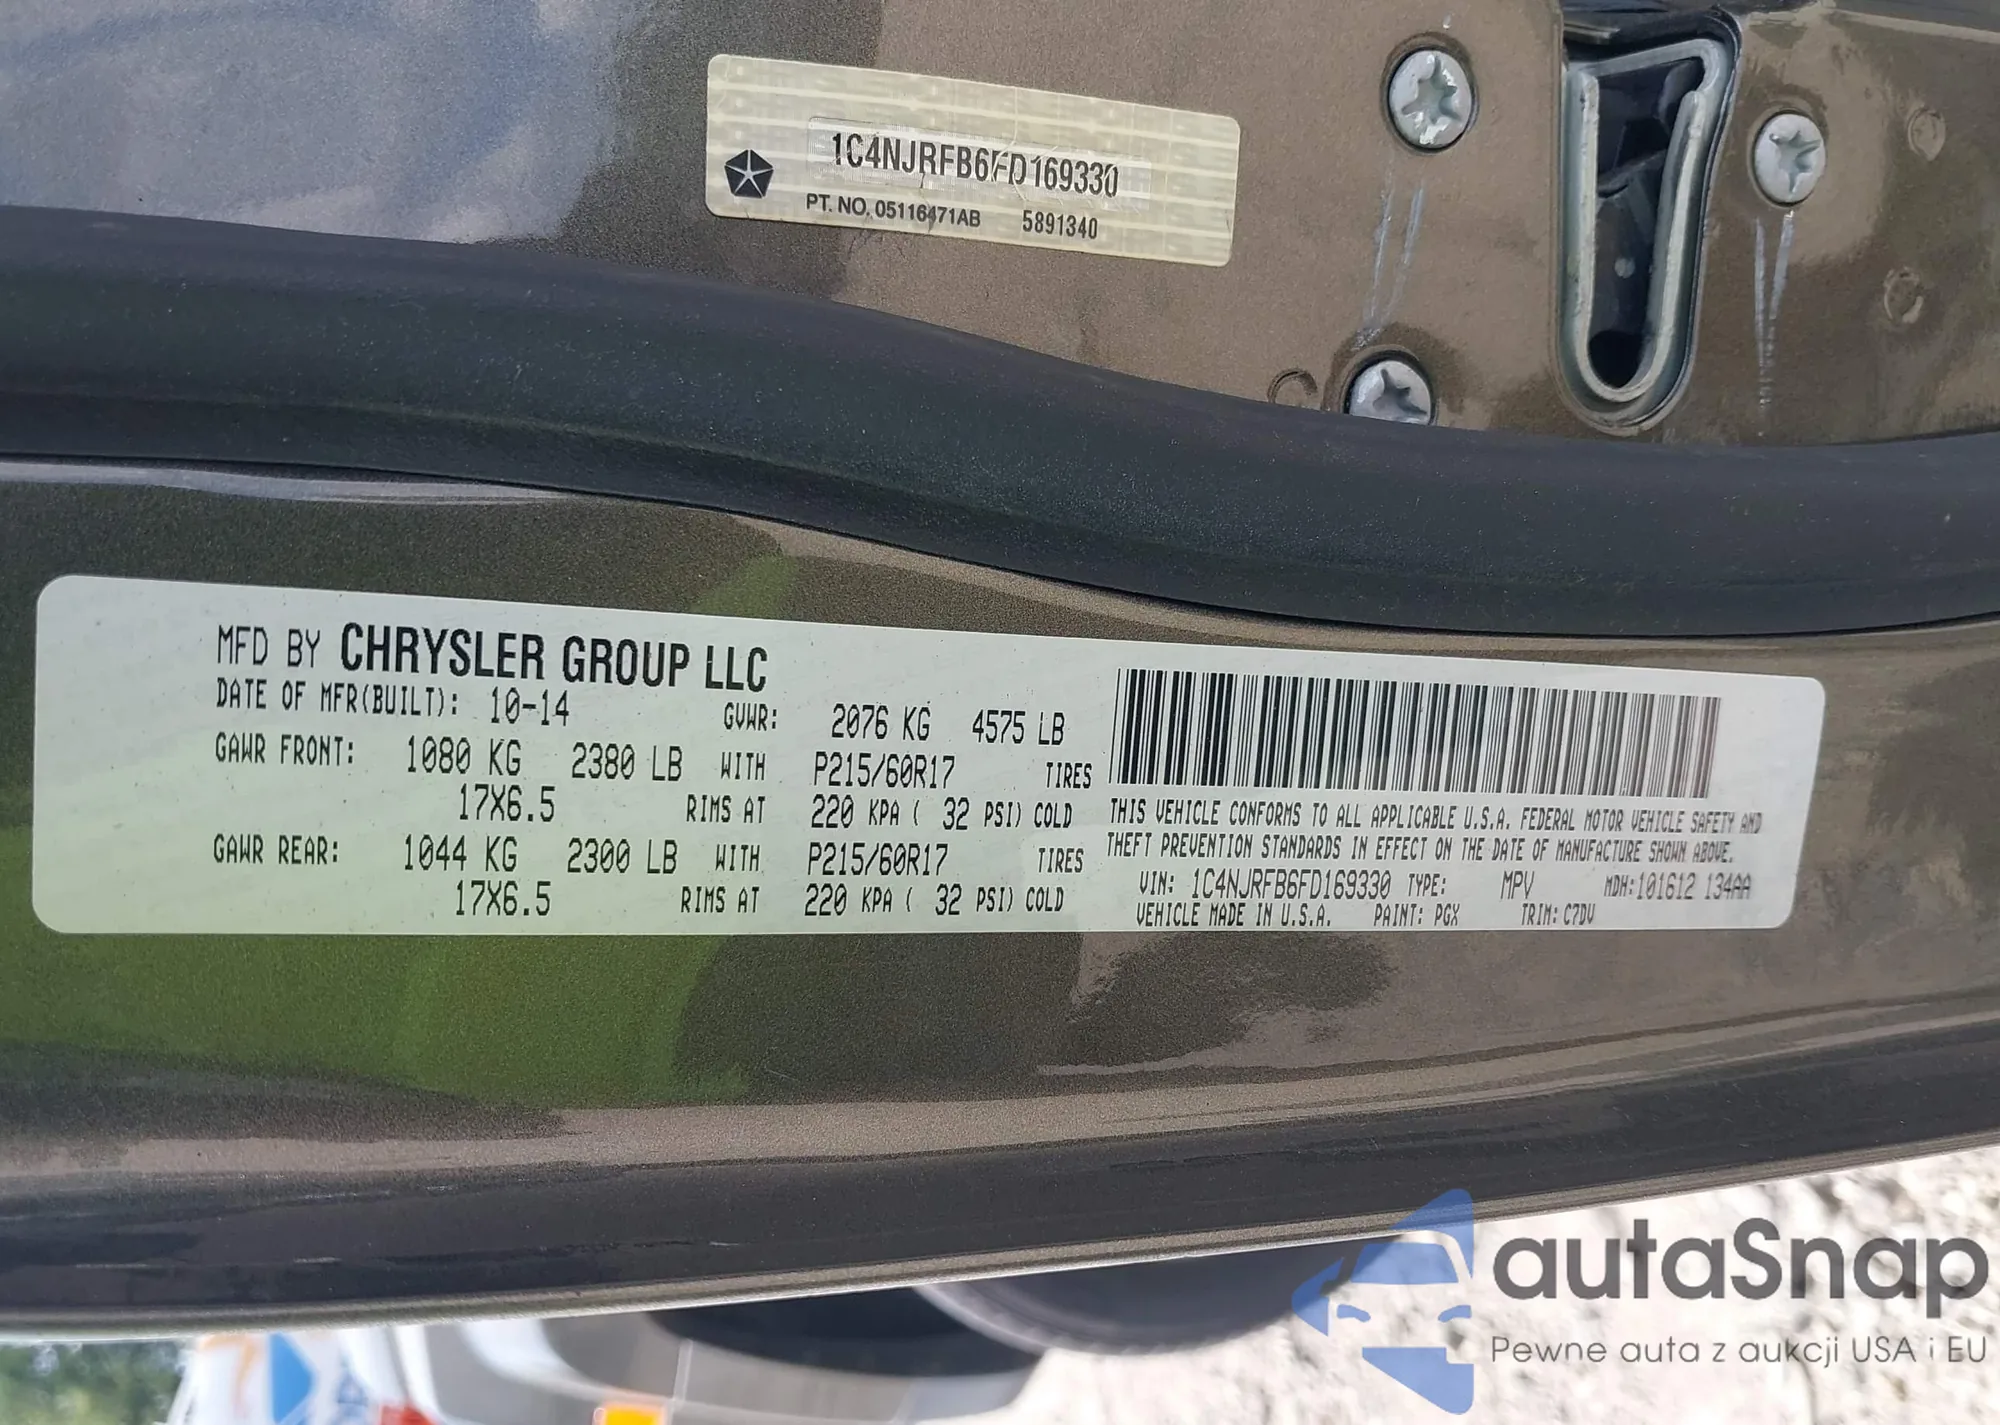 1C4NJRFB6FD169330
PT. NO. 05116471AB 5891340
MFD BY CHRYSLER GROUP LLC
DATE OF MFR(BUILT): 10-14 GVWR: 2076 KG 4575 LB
GAWR FRONT: 1080 KG 2380 LB WITH P215/60R17 TIRES
17X6.5 RIMS AT 220 KPA ( 32 PSI) COLD
GAWR REAR: 1044 KG 2300 LB WITH P215/60R17 TIRES
17X6.5 RIMS AT 220 KPA ( 32 PSI) COLD
THIS VEHICLE CONFORMS TO ALL APPLICABLE U.S.A. FEDERAL MOTOR VEHICLE SAFETY AND
THEFT PREVENTION STANDARDS IN EFFECT ON THE DATE OF MANUFACTURE SHOWN ABOVE.
VIN: 1C4NJRFB6FD169330 TYPE: MPV MDH:101612 134AA
VEHICLE MADE IN U.S.A. PAINT: PGX TRIM: C7DV
autaSnap
Pewne auta z aukcji USA i EU